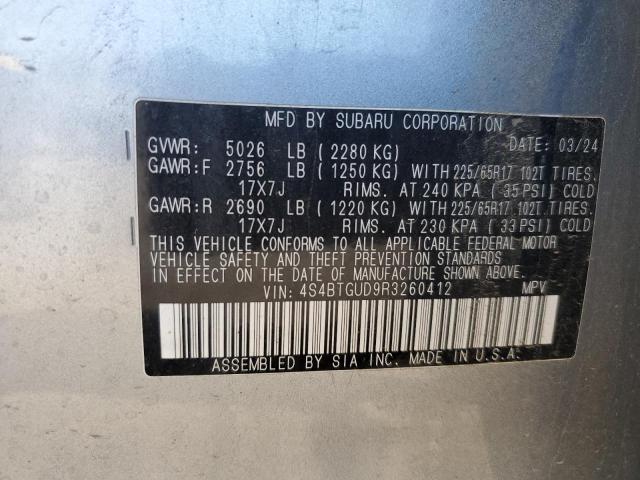 MFD BY SUBARU CORPORATION
GVWR: 5026 LB ( 2280 KG) DATE: 03/24
GAWR:F 2756 LB ( 1250 KG) WITH 225/65R17 102T TIRES.
17X7J RIMS. AT 240 KPA ( 35 PSI) COLD
GAWR:R 2690 LB ( 1220 KG) WITH 225/65R17 102T TIRES.
17X7J RIMS. AT 230 KPA ( 33 PSI) COLD
THIS VEHICLE CONFORMS TO ALL APPLICABLE FEDERAL MOTOR
VEHICLE SAFETY AND THEFT PREVENTION STANDARDS
IN EFFECT ON THE DATE OF MANUFACTURE SHOWN ABOVE.
VIN: 4S4BTGUD9R3260412 MPV
ASSEMBLED BY SIA INC. MADE IN U.S.A.